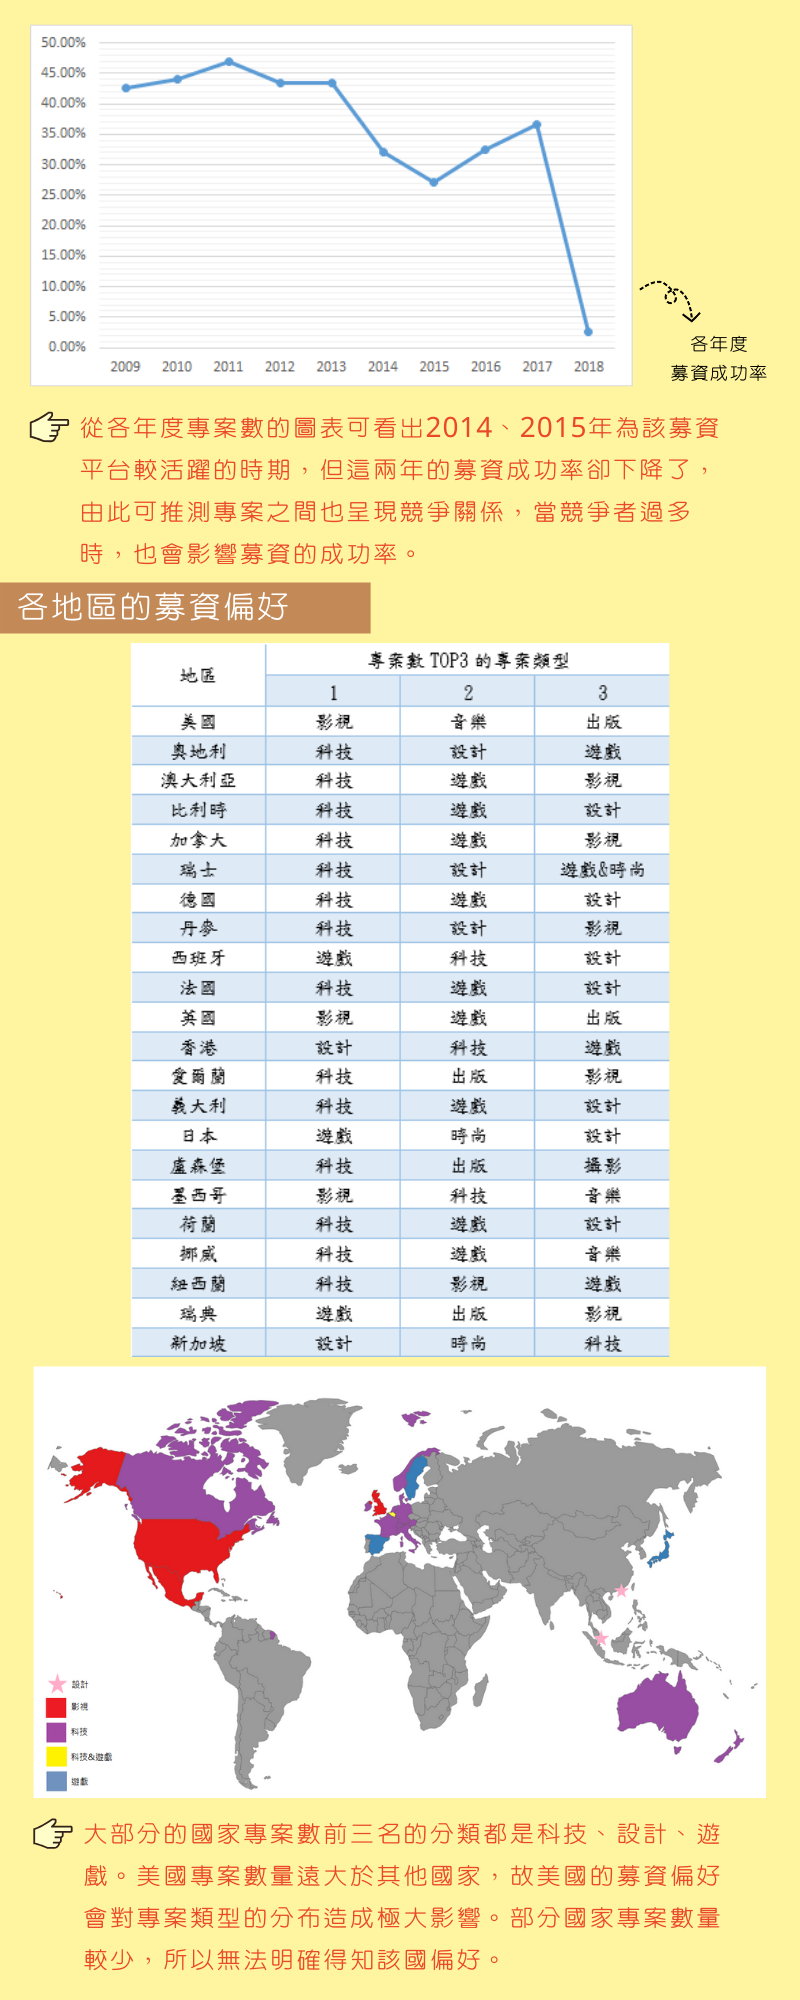 50.00%
45.00%
40.00%
35.00%
30.00%
25.00%
20.00%
15.00%
10.00%
5.00%
0.00%
2009 2010 2011 2012 2013 2014 2015 2016 2017 2018
各年度
募資成功率
從各年度專案數的圖表可看出2014、2015年為該募資
平台較活躍的時期，但這兩年的募資成功率卻下降了，
由此可推測專案之間也呈現競爭關係，當競爭者過多
時，也會影響募資的成功率。
各地區的募資偏好
地區 專案數 TOP3 的專案類型
1 2 3
美國 影視 音樂 出版
奧地利 科技 設計 遊戲
澳大利亞 科技 遊戲 影視
比利時 科技 遊戲 設計
加拿大 科技 遊戲 影視
瑞士 科技 設計 遊戲&時尚
德國 科技 遊戲 設計
丹麥 科技 設計 影視
西班牙 遊戲 科技 設計
法國 科技 遊戲 設計
英國 影視 遊戲 出版
香港 設計 科技 遊戲
愛爾蘭 科技 出版 影視
義大利 科技 遊戲 設計
日本 遊戲 時尚 設計
盧森堡 科技 出版 攝影
墨西哥 影視 科技 音樂
荷蘭 科技 遊戲 設計
挪威 科技 遊戲 音樂
紐西蘭 科技 影視 遊戲
瑞典 遊戲 出版 影視
新加坡 設計 時尚 科技
設計
影視
科技
科技&遊戲
遊戲
大部分的國家專案數前三名的分類都是科技、設計、遊
戲。美國專案數量遠大於其他國家，故美國的募資偏好
會對專案類型的分布造成極大影響。部分國家專案數量
較少，所以無法明確得知該國偏好。